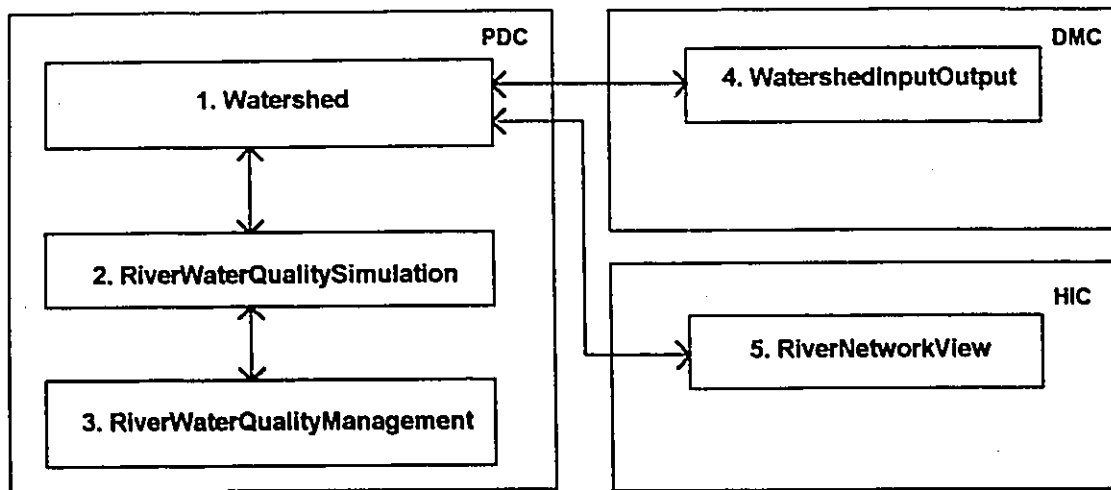 PDC
1. Watershed
2. RiverWaterQualitySimulation
3. RiverWaterQualityManagement
DMC
4. WatershedInputOutput
HIC
5. RiverNetworkView